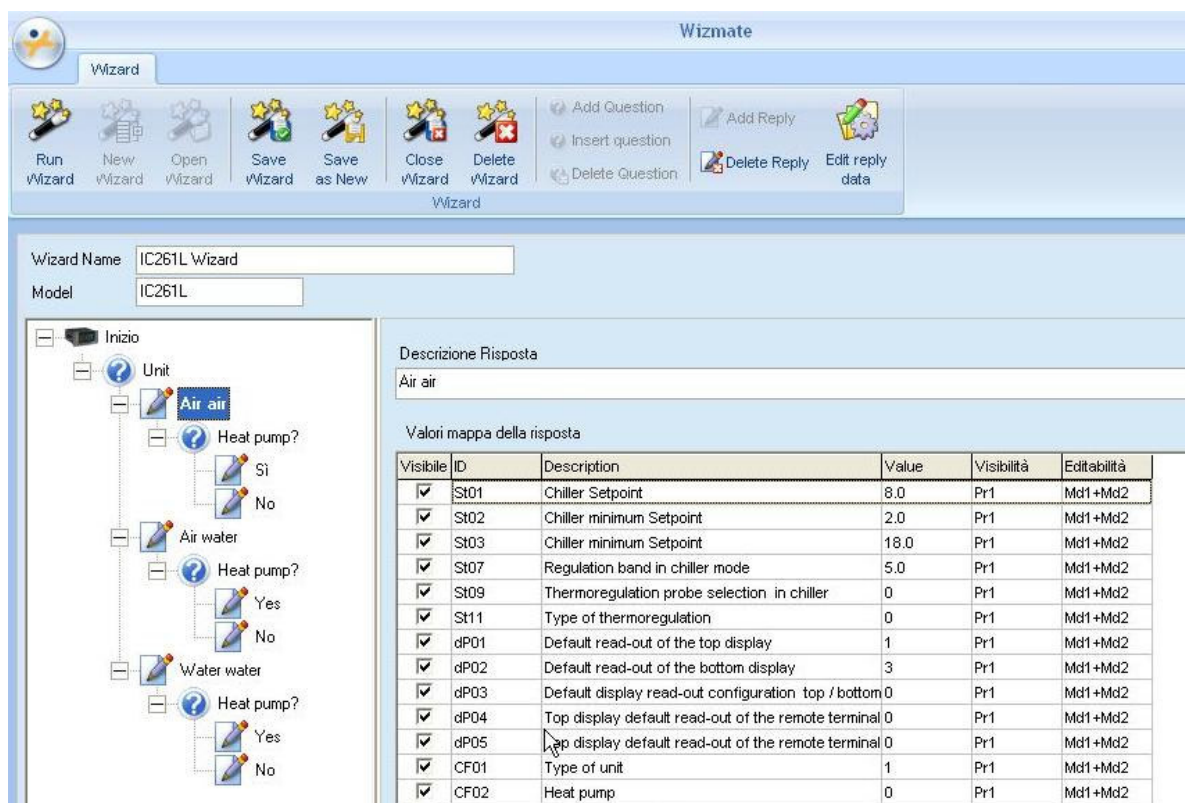 Wizmate
Wizard
Run Wizard
New Wizard
Open Wizard
Save Wizard
Save as New
Close Wizard
Delete Wizard
Add Question
Insert question
Delete Question
Add Reply
Delete Reply
Edit reply data
Wizard
Wizard Name IC261L Wizard
Model IC261L
Inizio
Unit
Air air
Heat pump?
Sì
No
Air water
Heat pump?
Yes
No
Water water
Heat pump?
Yes
No
Descrizione Risposta
Air air
Valori mappa della risposta
Visibile ID Description Value Visibilità Editabilità
St01 Chiller Setpoint 8.0 Pr1 Md1+Md2
St02 Chiller minimum Setpoint 2.0 Pr1 Md1+Md2
St03 Chiller minimum Setpoint 18.0 Pr1 Md1+Md2
St07 Regulation band in chiller mode 5.0 Pr1 Md1+Md2
St09 Thermoregulation probe selection in chiller 0 Pr1 Md1+Md2
St11 Type of thermoregulation 0 Pr1 Md1+Md2
dP01 Default read-out of the top display 1 Pr1 Md1+Md2
dP02 Default read-out of the bottom display 3 Pr1 Md1+Md2
dP03 Default display read-out configuration top / bottom 0 Pr1 Md1+Md2
dP04 Top display default read-out of the remote terminal 0 Pr1 Md1+Md2
dP05 display default read-out of the remote terminal 0 Pr1 Md1+Md2
CF01 Type of unit 1 Pr1 Md1+Md2
CF02 Heat pump 0 Pr1 Md1+Md2